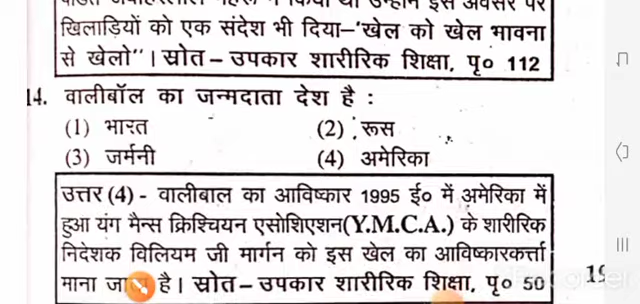 खिलाड़ियों को एक संदेश भी दिया–'खेल को खेल भावना
से खेलो''। स्रोत – उपकार शारीरिक शिक्षा, पृ० 112
14. वालीबॉल का जन्मदाता देश है :
(1) भारत (2) रूस
(3) जर्मनी (4) अमेरिका
उत्तर (4) - वालीबाल का आविष्कार 1995 ई० में अमेरिका में
हुआ यंग मैन्स क्रिश्चियन एसोशिएशन(Y.M.C.A.) के शारीरिक
निदेशक विलियम जी मार्गन को इस खेल का आविष्कारकर्त्ता
माना जाता है। स्रोत – उपकार शारीरिक शिक्षा, पृ० 50